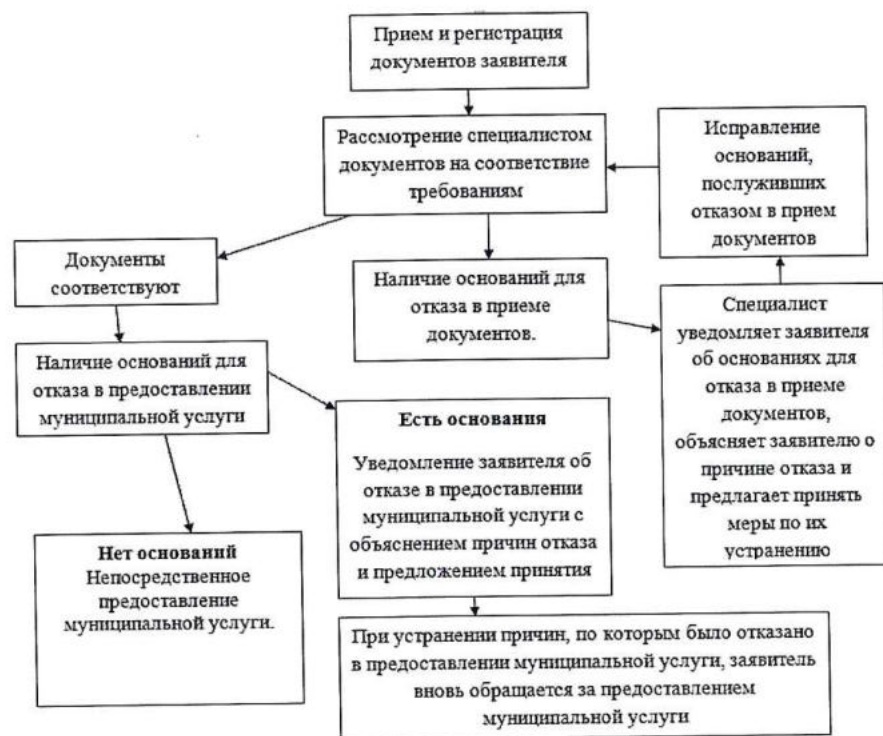 Прием и регистрация
документов заявителя
Рассмотрение специалистом
документов на соответствие
требованиям
Исправление
оснований,
послуживших
отказом в прием
документов
Документы
соответствуют
Наличие оснований для
отказа в приеме
документов.
Специалист
уведомляет заявителя
об основаниях для
отказа в приеме
документов,
объясняет заявителю о
причине отказа и
предлагает принять
меры по их
устранению
Наличие оснований для
отказа в предоставлении
муниципальной услуги
Есть основания
Уведомление заявителя об
отказе в предоставлении
муниципальной услуги с
объяснением причин отказа
и предложением принятия
Нет оснований
Непосредственное
предоставление
муниципальной услуги.
При устранении причин, по которым было отказано
в предоставлении муниципальной услуги, заявитель
вновь обращается за предоставлением
муниципальной услуги